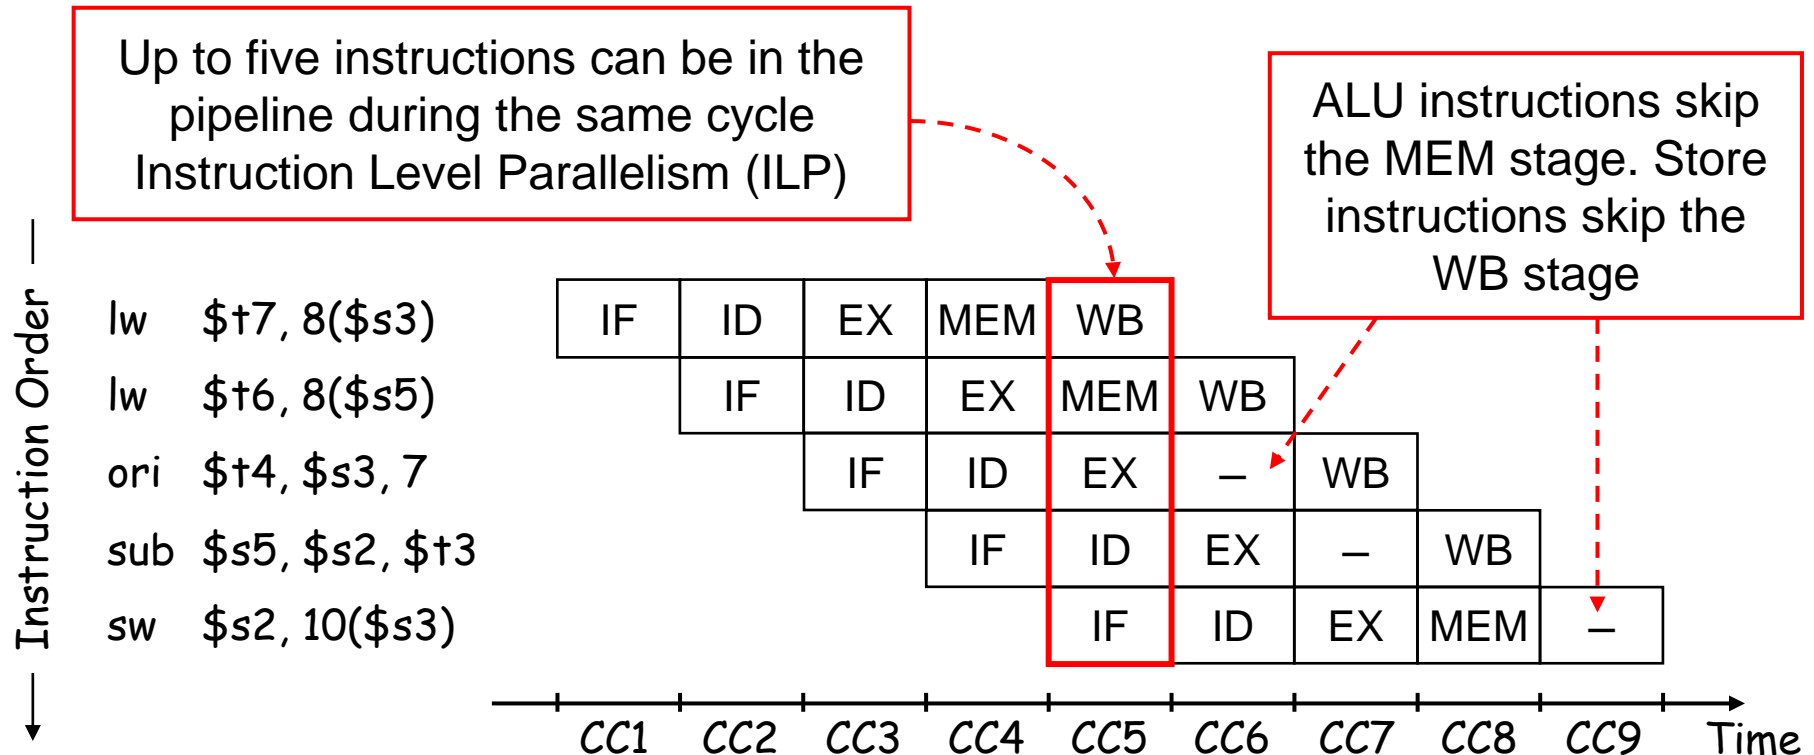 Up to five instructions can be in the
pipeline during the same cycle
Instruction Level Parallelism (ILP)
ALU instructions skip
the MEM stage. Store
instructions skip the
WB stage
Instruction Order
lw $t7, 8($s3) IF ID EX MEM WB
lw $t6, 8($s5) IF ID EX MEM WB
ori $t4, $s3, 7 IF ID EX – WB
sub $s5, $s2, $t3 IF ID EX – WB
sw $s2, 10($s3) IF ID EX MEM –
CC1 CC2 CC3 CC4 CC5 CC6 CC7 CC8 CC9 Time